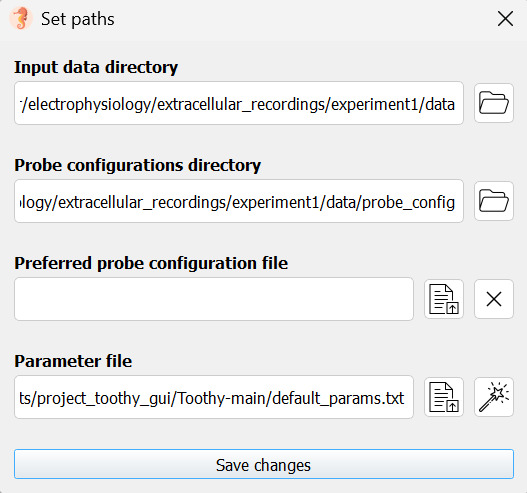 Set paths
Input data directory
/electrophysiology/extracellular_recordings/experiment1/data
Probe configurations directory
ology/extracellular_recordings/experiment1/data/probe_config
Preferred probe configuration file
Parameter file
ts/project_toothy_gui/Toothy-main/default_params.txt
Save changes